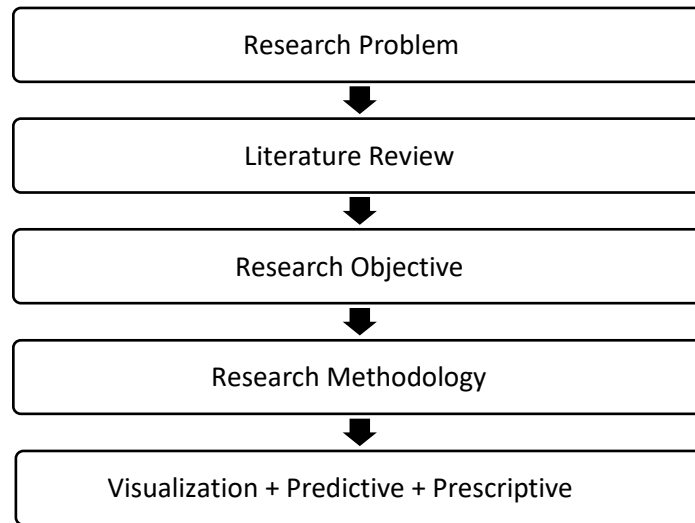 Research Problem
Literature Review
Research Objective
Research Methodology
Visualization + Predictive + Prescriptive